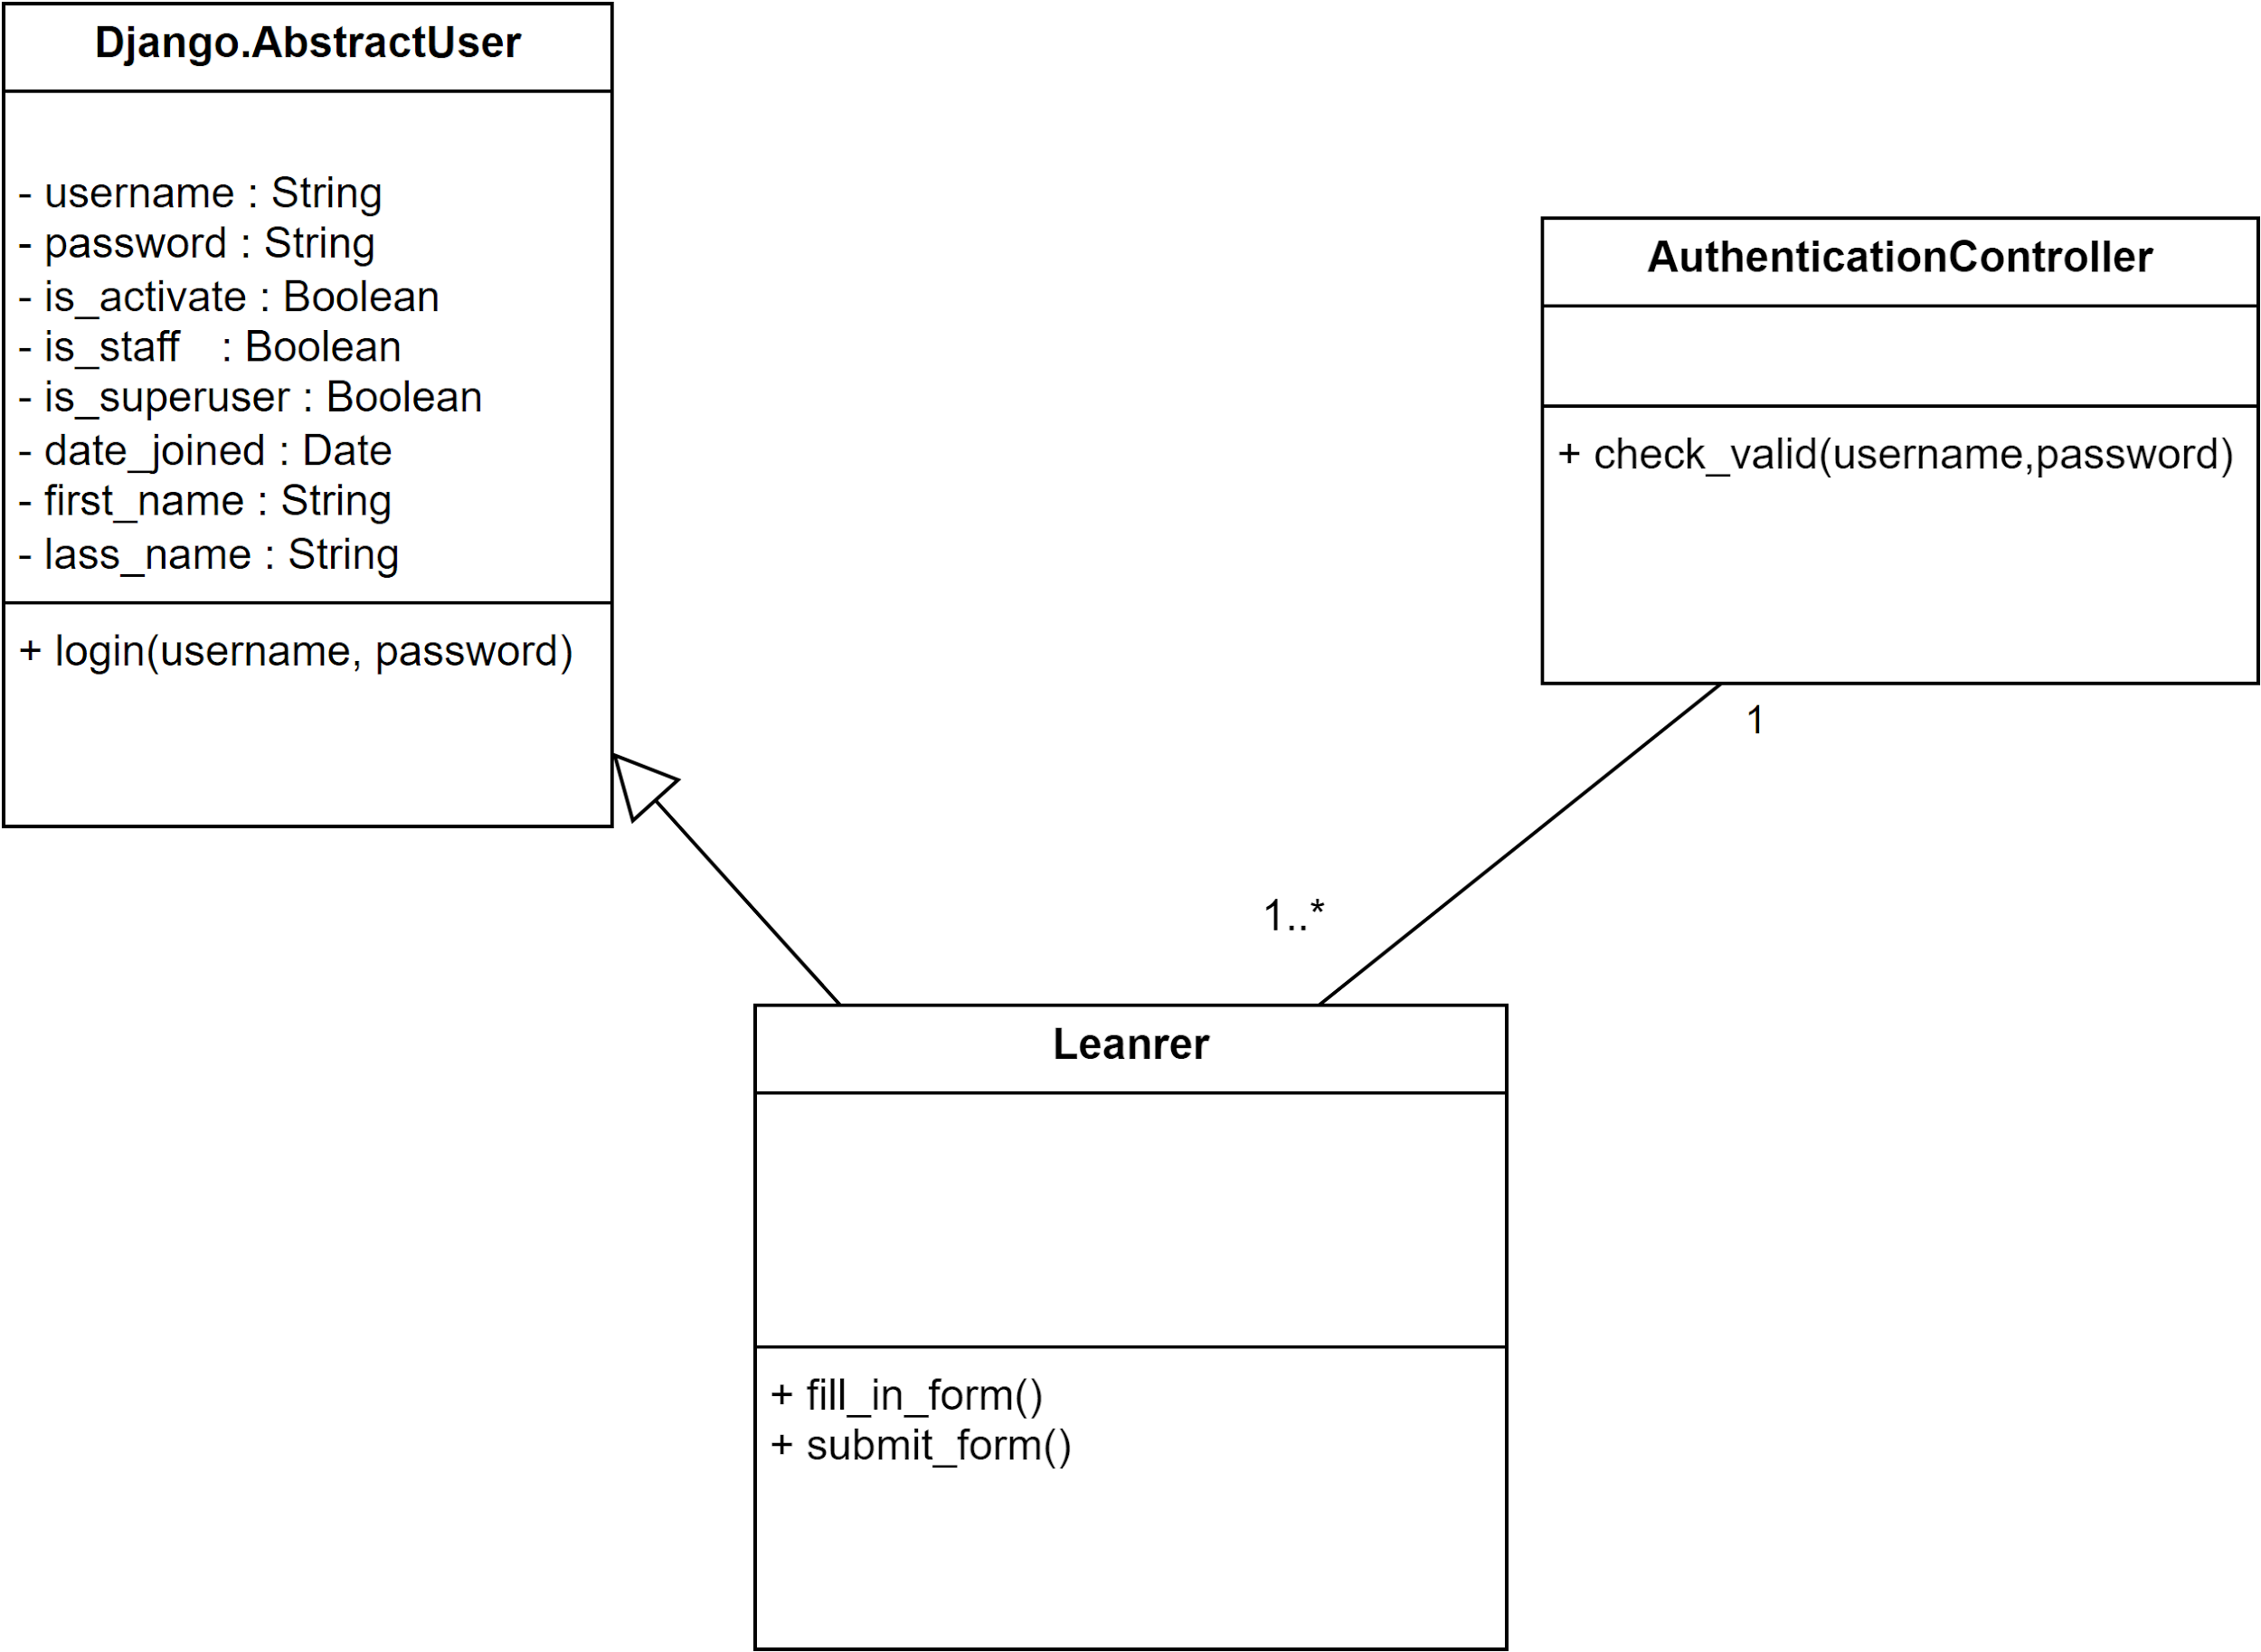 Django.AbstractUser
- username : String
- password : String
- is_activate : Boolean
- is_staff : Boolean
- is_superuser : Boolean
- date_joined : Date
- first_name : String
- lass_name : String
+ login(username, password)
AuthenticationController
+ check_valid(username,password)
1
1..*
Leanrer
+ fill_in_form()
+ submit_form()